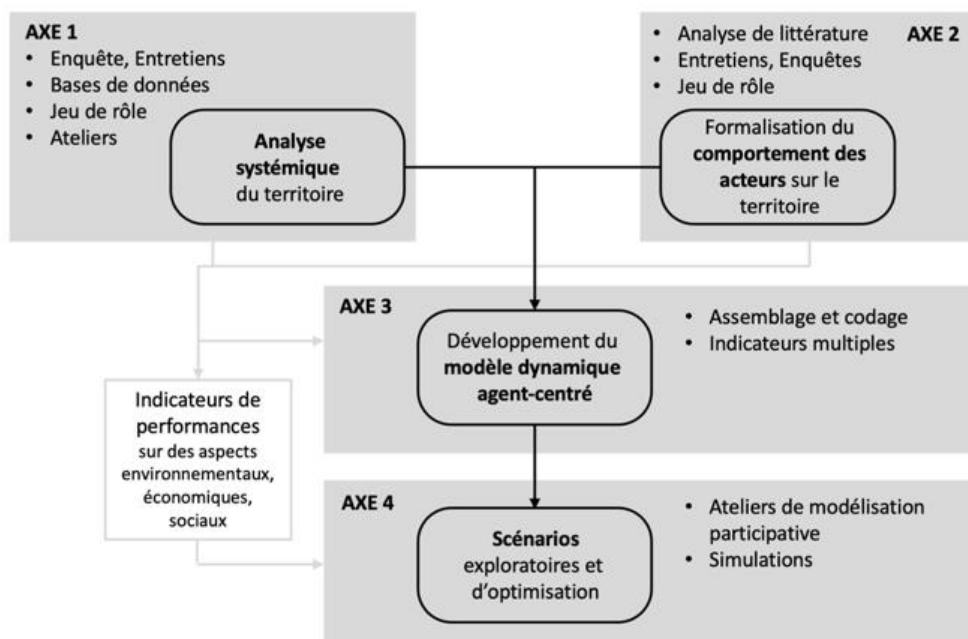 AXE 1
• Enquête, Entretiens
• Bases de données
• Jeu de rôle
• Ateliers
Analyse
systémique
du territoire
AXE 2
• Analyse de littérature
• Entretiens, Enquêtes
• Jeu de rôle
Formalisation du
comportement des
acteurs sur le
territoire
AXE 3
Développement du
modèle dynamique
agent-centré
• Assemblage et codage
• Indicateurs multiples
Indicateurs de
performances
sur des aspects
environnementaux,
économiques,
sociaux
AXE 4
Scénarios
exploratoires et
d'optimisation
• Ateliers de modélisation
participative
• Simulations